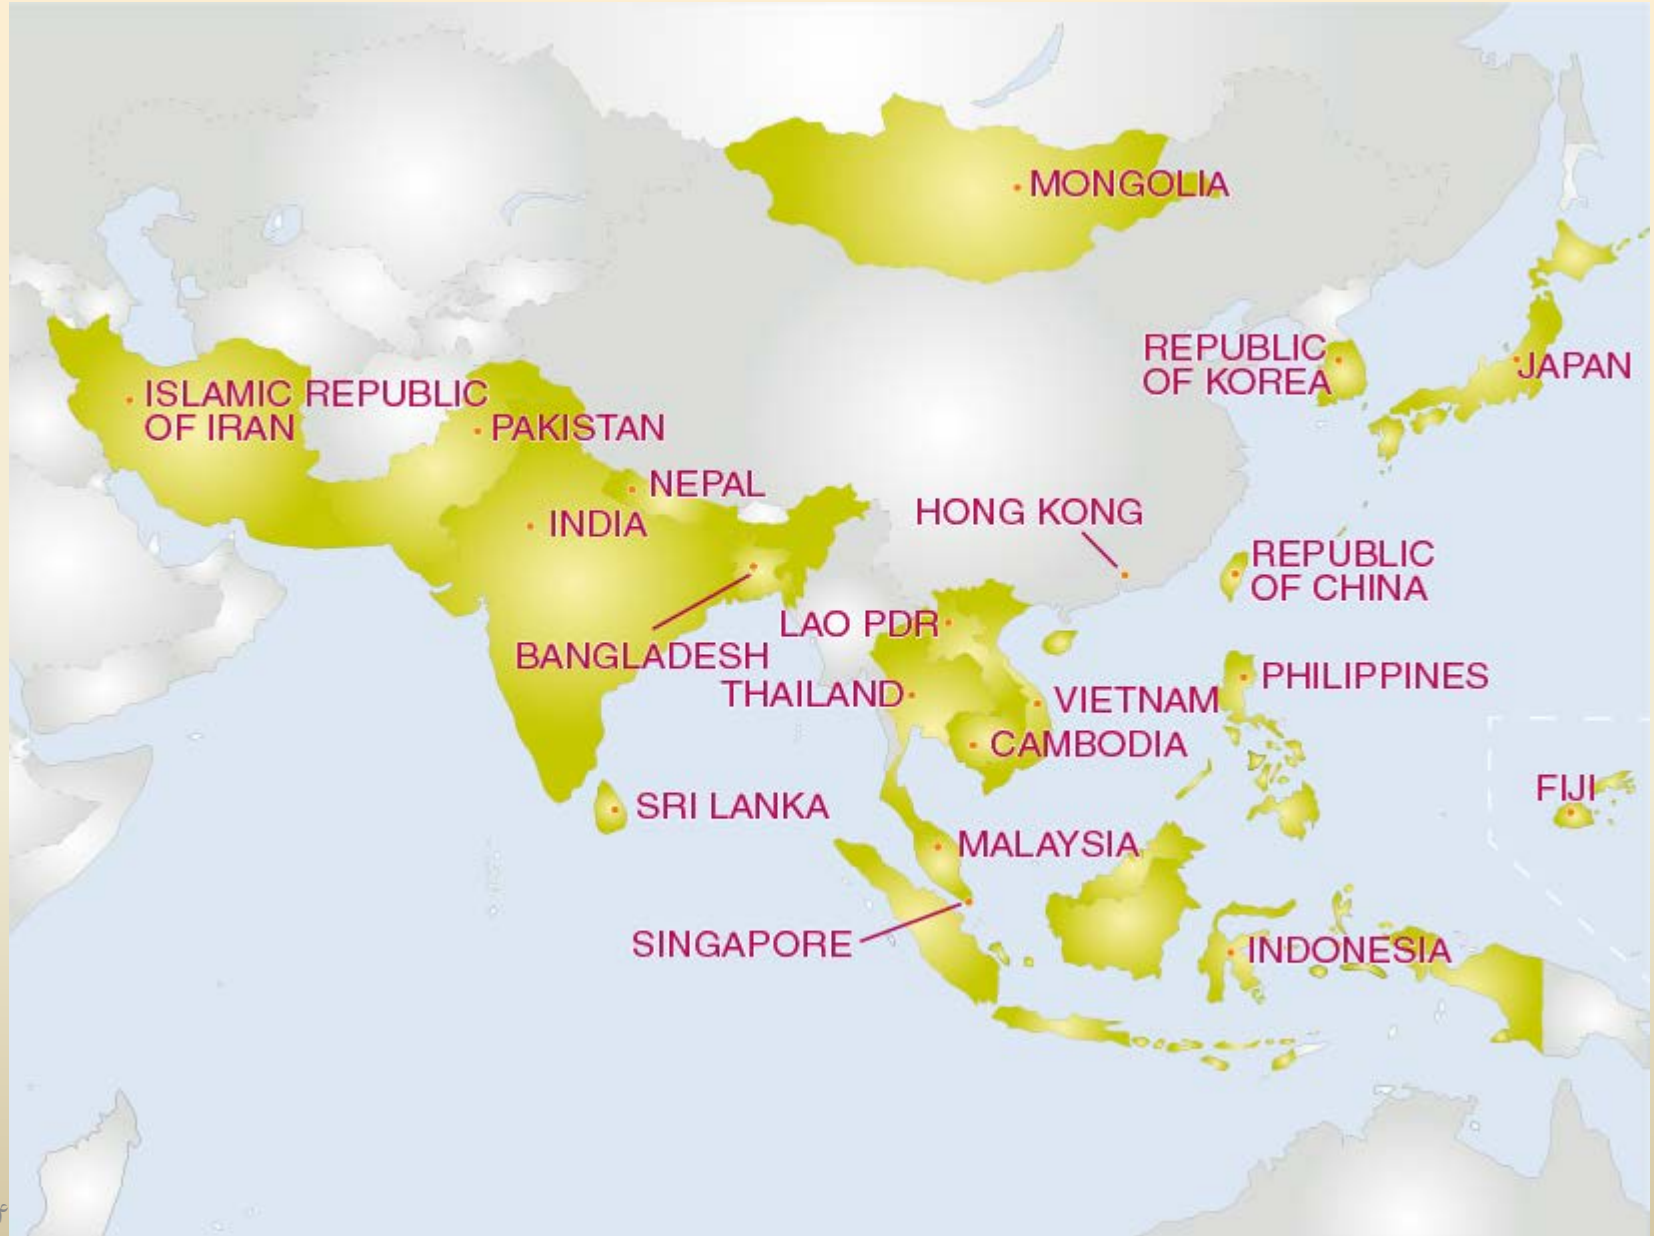 MONGOLIA
REPUBLIC
OF KOREA
JAPAN
ISLAMIC REPUBLIC
OF IRAN
PAKISTAN
NEPAL
INDIA
HONG KONG
REPUBLIC
OF CHINA
BANGLADESH
LAO PDR
THAILAND
VIETNAM
PHILIPPINES
CAMBODIA
SRI LANKA
FIJI
MALAYSIA
SINGAPORE
INDONESIA